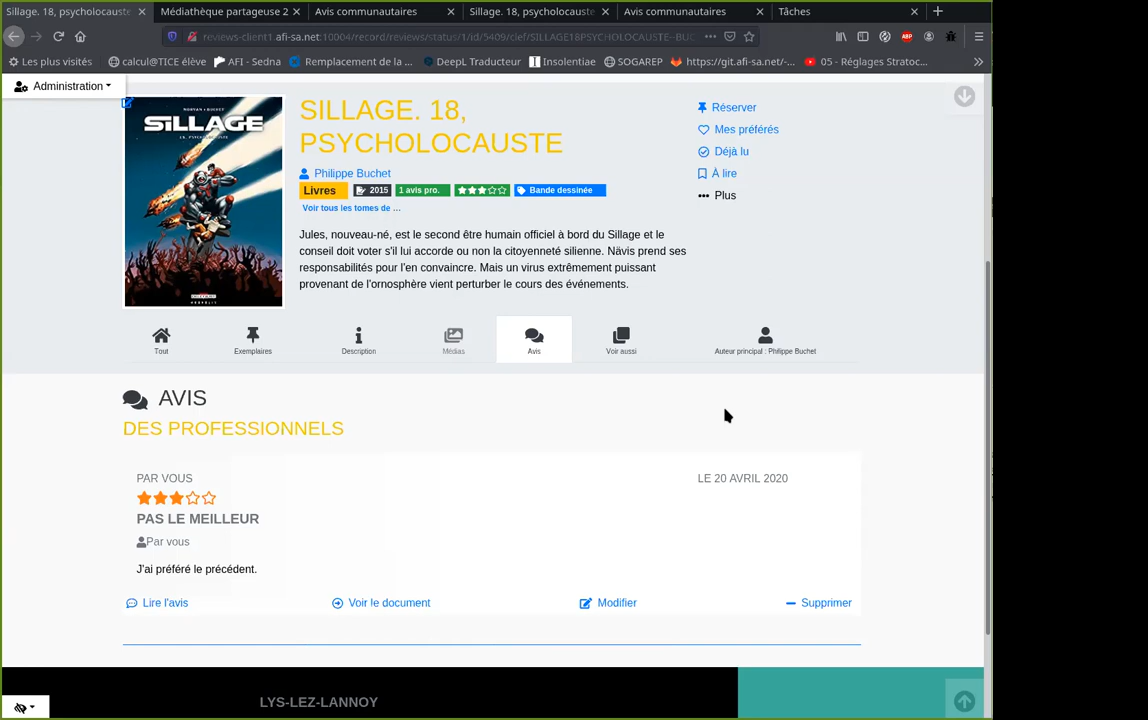 Sillage. 18, psycholocauste
Médiathèque partageuse 2
Avis communautaires
Sillage. 18, psycholocauste
Avis communautaires
Tâches
reviews-client1.afi-sa.net:10004/record/reviews/status/1/id/5409/clef/SILLAGE18PSYCHOLOCAUSTE--BUC
Les plus visités
calcul@TICE élève
AFI - Sedna
Remplacement de la ...
DeepL Traducteur
Insolentiae
SOGAREP
https://git.afi-sa.net/-...
05 - Réglages Stratoc...
Administration
MORVAN & BUCHET
SILLAGE
SILLAGE. 18,
PSYCHOLOCAUSTE
Philippe Buchet
Livres
2015
1 avis pro.
Bande dessinée
Voir tous les tomes de ...
Jules, nouveau-né, est le second être humain officiel à bord du Sillage et le
conseil doit voter s'il lui accorde ou non la citoyenneté silienne. Nävis prend ses
responsabilités pour l'en convaincre. Mais un virus extrêmement puissant
provenant de l'ornosphère vient perturber le cours des événements.
Réserver
Mes préférés
Déjà lu
À lire
Plus
Tout
Exemplaires
Description
Médias
Avis
Voir aussi
Auteur principal : Philippe Buchet
AVIS
DES PROFESSIONNELS
PAR VOUS
LE 20 AVRIL 2020
PAS LE MEILLEUR
Par vous
J'ai préféré le précédent.
Lire l'avis
Voir le document
Modifier
Supprimer
LYS-LEZ-LANNOY